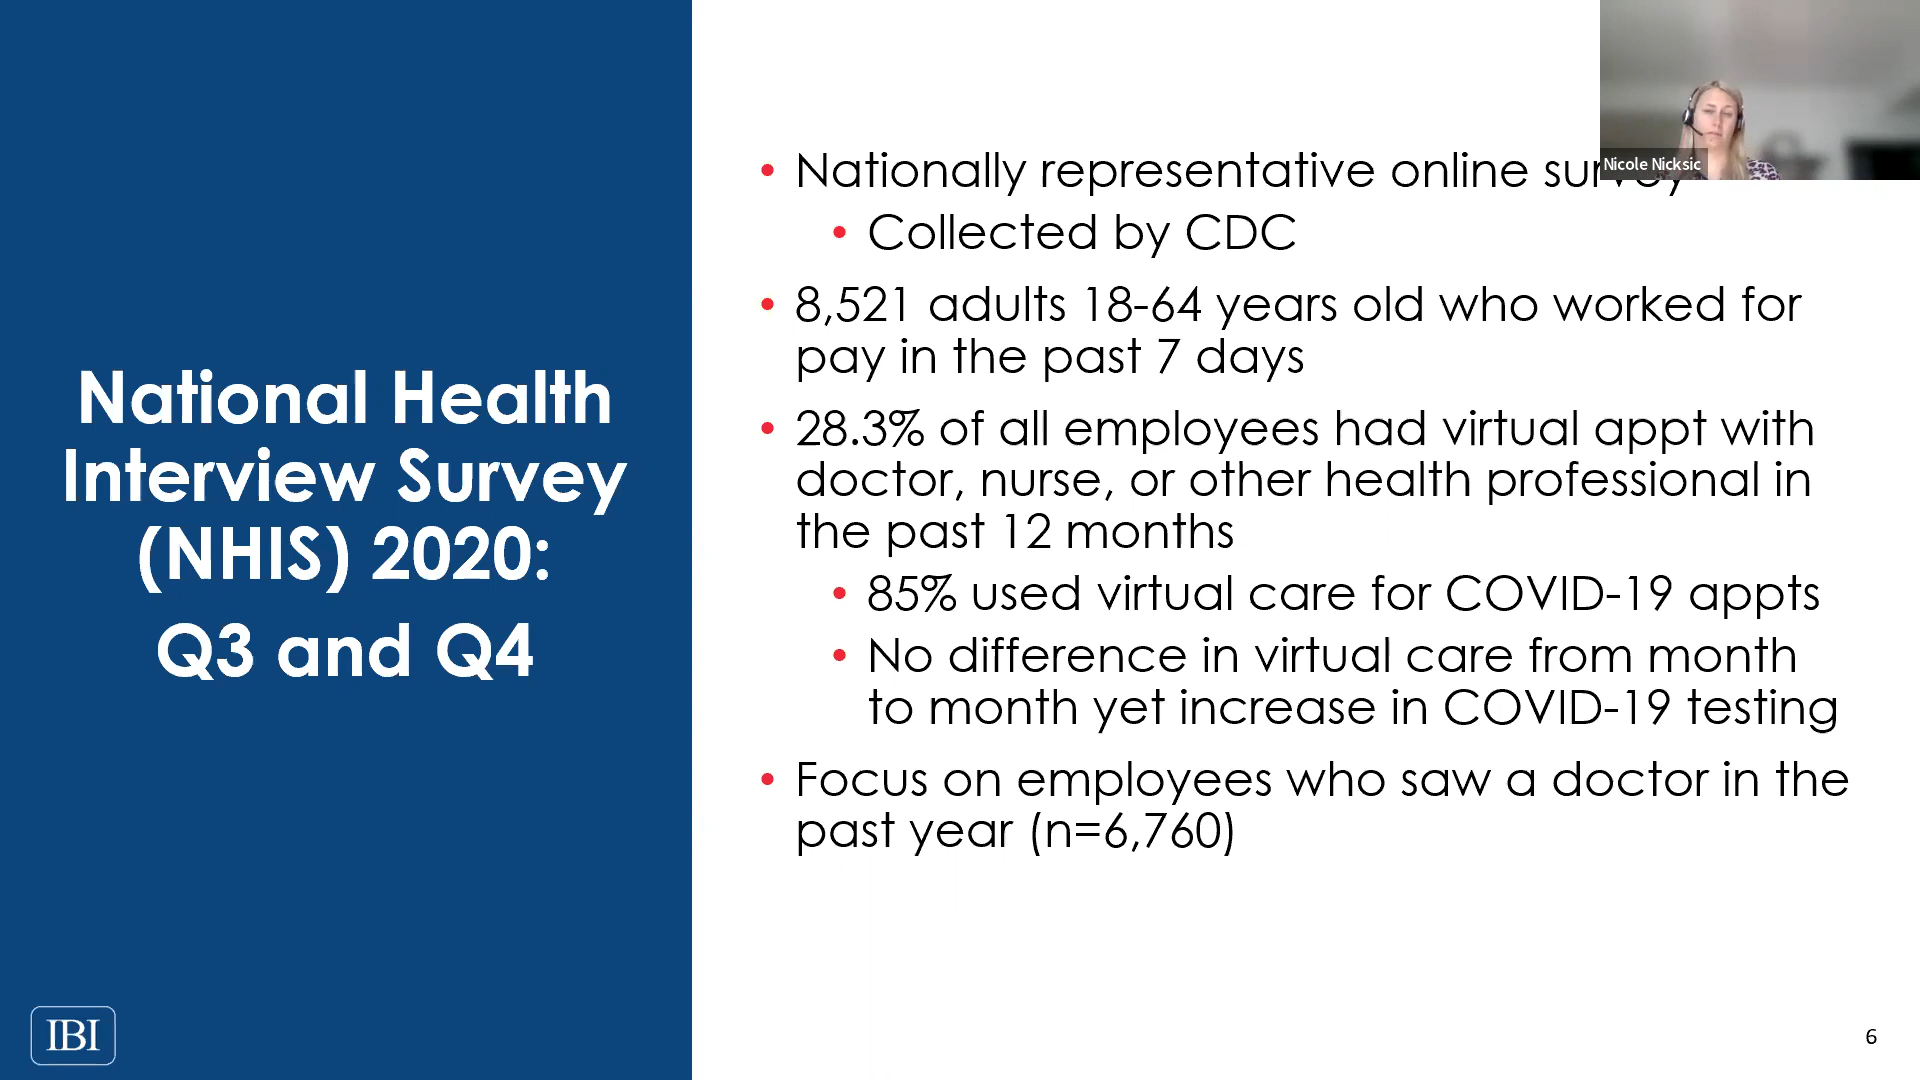 National Health
Interview Survey
(NHIS) 2020:
Q3 and Q4
IBI
Nicole Nicksic
• Nationally representative online survey
• Collected by CDC
• 8,521 adults 18-64 years old who worked for
pay in the past 7 days
• 28.3% of all employees had virtual appt with
doctor, nurse, or other health professional in
the past 12 months
• 85% used virtual care for COVID-19 appts
• No difference in virtual care from month
to month yet increase in COVID-19 testing
• Focus on employees who saw a doctor in the
past year (n=6,760)
6